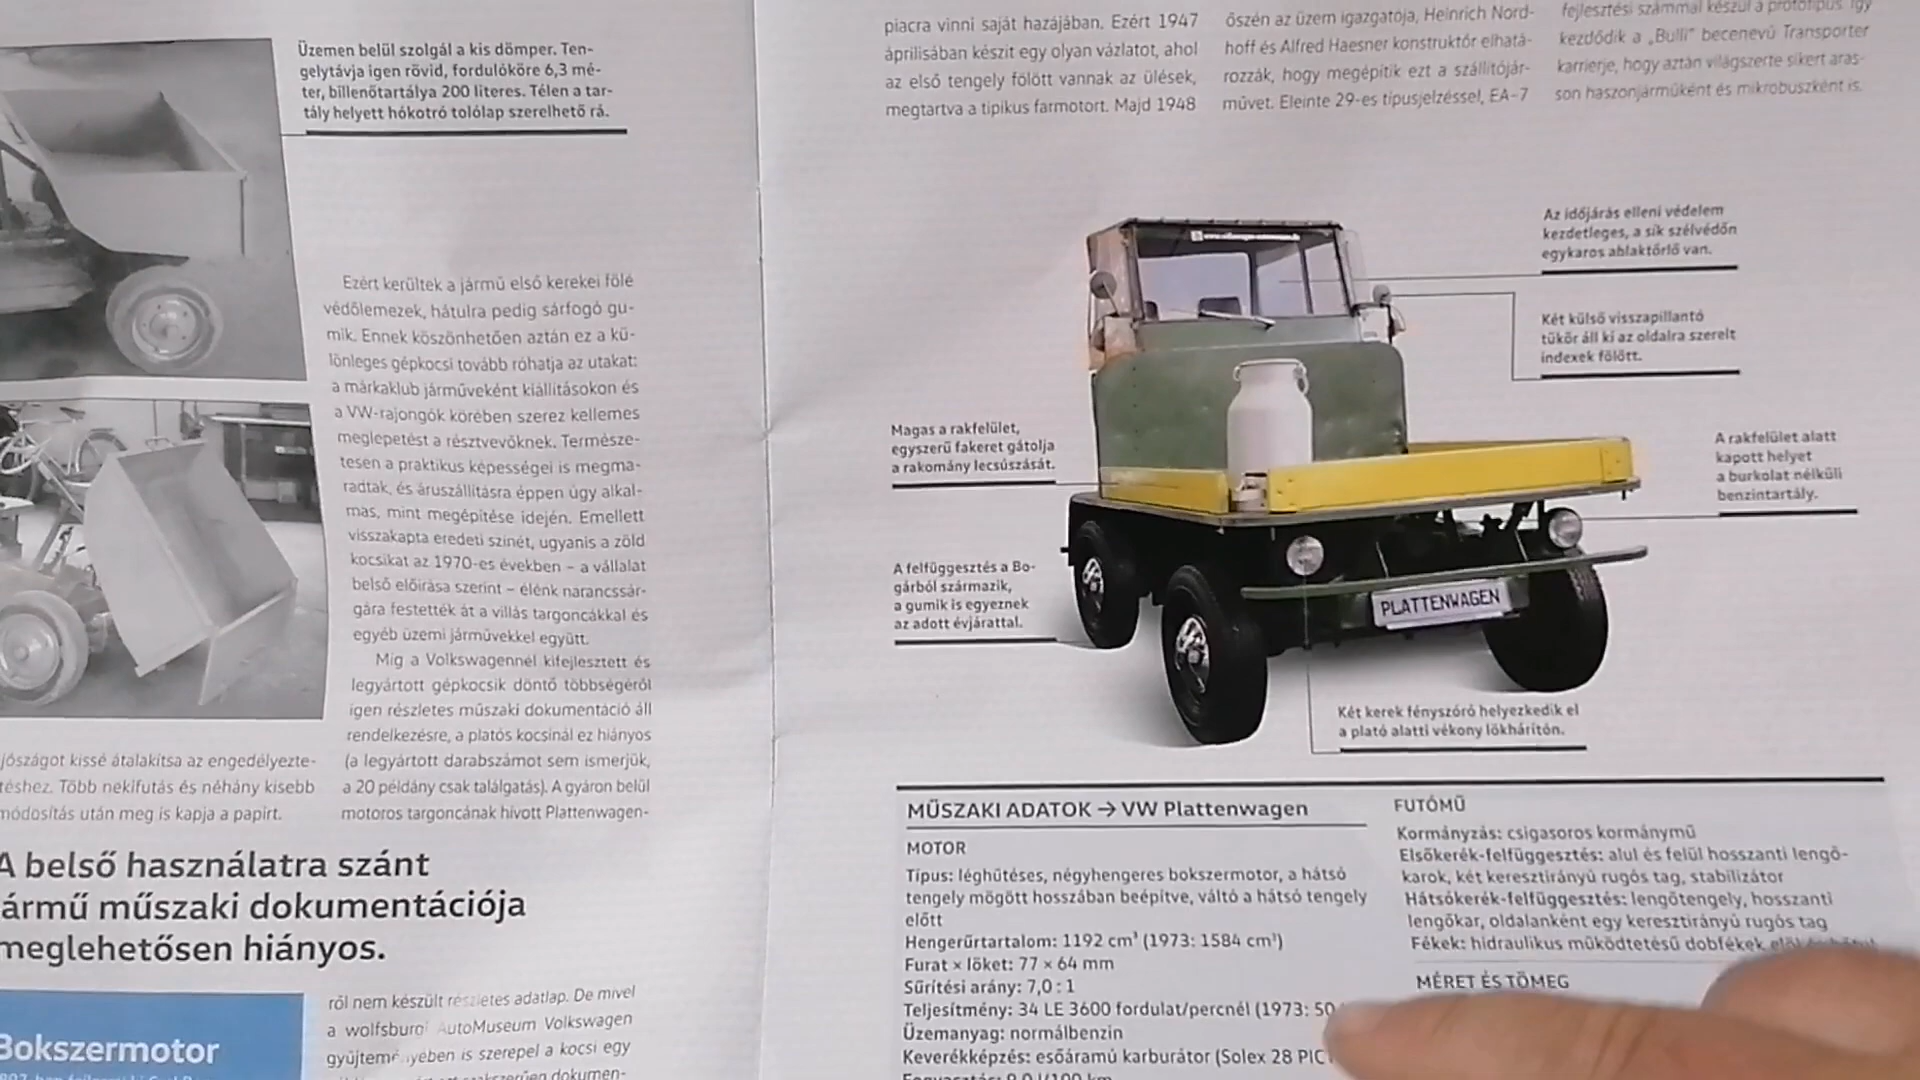 Üzemen belül szolgál a kis dömper. Ten-
gelytávja igen rövid, fordulóköre 6,3 mé-
ter, billenőtartálya 200 literes. Télen a tar-
tály helyett hókotró tolólap szerelhető rá.
Ezért kerültek a jármű első kerekei fölé
védőlemezek, hátulra pedig sárfogó gu-
mik. Ennek köszönhetően aztán ez a kü-
lönleges gépkocsi tovább róhatja az utakat:
a márkaklub járműveként kiállításokon és
a VW-rajongók körében szerez kellemes
meglepetést a résztvevőknek. Természe-
tesen a praktikus képességei is megma-
radtak, és áruszállításra éppen úgy alkal-
mas, mint megépítése idején. Emellett
visszakapta eredeti színét, ugyanis a zöld
kocsikat az 1970-es években – a vállalat
belső előírása szerint – élénk narancssár-
gára festették át a villás targoncákkal és
egyéb üzemi járművekkel együtt.
Míg a Volkswagennél kifejlesztett és
legyártott gépkocsik döntő többségéről
igen részletes műszaki dokumentáció áll
rendelkezésre, a platós kocsinál ez hiányos
(a legyártott darabszámot sem ismerjük,
a 20 példány csak találgatás). A gyáron belül
motoros targoncának hívott Plattenwagen-
jószágot kissé átalakítsa az engedélyezte-
téshez. Több nekifutás és néhány kisebb
módosítás után meg is kapja a papírt.
A belső használatra szánt
jármű műszaki dokumentációja
meglehetősen hiányos.
Bokszermotor
ről nem készült részletes adatlap. De mivel
a wolfsburgi AutoMuseum Volkswagen
gyűjteményében is szerepel a kocsi egy
piacra vinni saját hazájában. Ezért 1947
áprilisában készít egy olyan vázlatot, ahol
az első tengely fölött vannak az ülések,
megtartva a tipikus farmotort. Majd 1948
őszén az üzem igazgatója, Heinrich Nord-
hoff és Alfred Haesner konstruktőr elhatá-
rozzák, hogy megépítik ezt a szállítójár-
művet. Eleinte 29-es típusjelzéssel, EA-7
fejlesztési számmal készül a prototípus. Így
kezdődik a „Bulli” becenevű Transporter
karrierje, hogy aztán világszerte sikert aras-
son haszonjárműként és mikrobuszként is.
Az időjárás elleni védelem
kezdetleges, a sík szélvédőn
egykaros ablaktörlő van.
Két külső visszapillantó
tükör áll ki az oldalra szerelt
indexek fölött.
Magas a rakfelület,
egyszerű fakeret gátolja
a rakomány lecsúszását.
A rakfelület alatt
kapott helyet
a burkolat nélküli
benzintartály.
A felfüggesztés a Bo-
gárból származik,
a gumik is egyeznek
az adott évjárattal.
PLATTENWAGEN
Két kerek fényszóró helyezkedik el
a plató alatti vékony lökhárítón.
MŰSZAKI ADATOK → VW Plattenwagen
MOTOR
Típus: léghűtéses, négyhengeres bokszermotor, a hátsó
tengely mögött hosszában beépítve, váltó a hátsó tengely
előtt
Hengerűrtartalom: 1192 cm³ (1973: 1584 cm³)
Furat × löket: 77 × 64 mm
Sűrítési arány: 7,0 : 1
Teljesítmény: 34 LE 3600 fordulat/percnél (1973: 50
Üzemanyag: normálbenzin
Keverékképzés: esőáramú karburátor (Solex 28 PIC
FUTÓMŰ
Kormányzás: csigasoros kormánymű
Elsőkerék-felfüggesztés: alul és felül hosszanti lengő-
karok, két keresztirányú rugós tag, stabilizátor
Hátsókerék-felfüggesztés: lengőtengely, hosszanti
lengőkar, oldalanként egy keresztirányú rugós tag
Fékek: hidraulikus működtetésű dobfékek
MÉRET ÉS TÖMEG